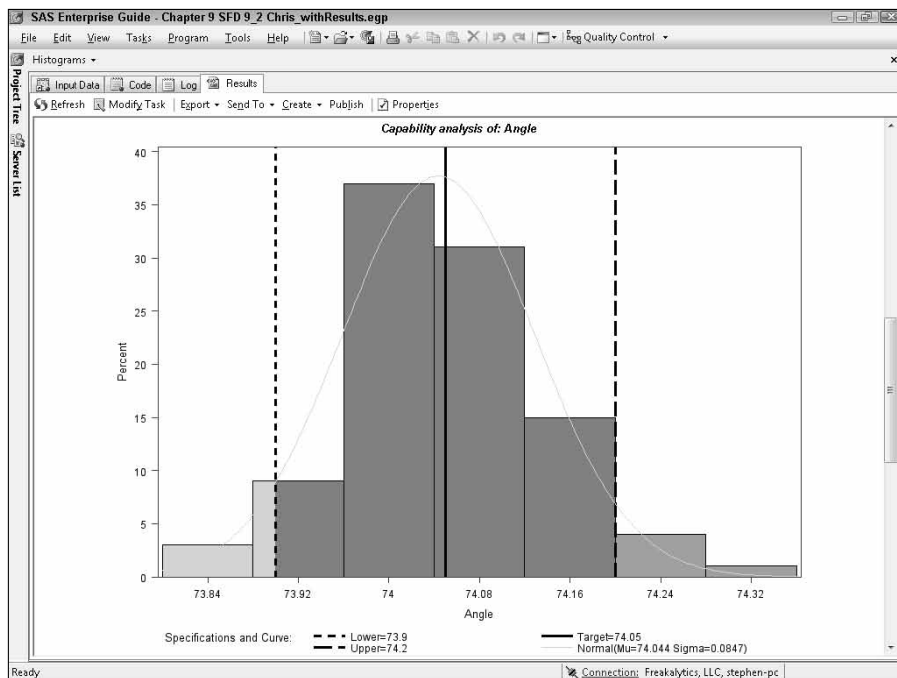 SAS Enterprise Guide - Chapter 9 SFD 9_2 Chris_withResults.egp
File Edit View Tasks Program Tools Help Quality Control
Histograms
Project Tree
Server List
Input Data Code Log Results
Refresh Modify Task Export Send To Create Publish Properties
Capability analysis of: Angle
40
35
30
25
20
15
10
5
0
Percent
73.84 73.92 74 74.08 74.16 74.24 74.32
Angle
Specifications and Curve: Lower=73.9 Target=74.05
Upper=74.2 Normal(Mu=74.044 Sigma=0.0847)
Ready Connection: Freakalytics, LLC, stephen-pc